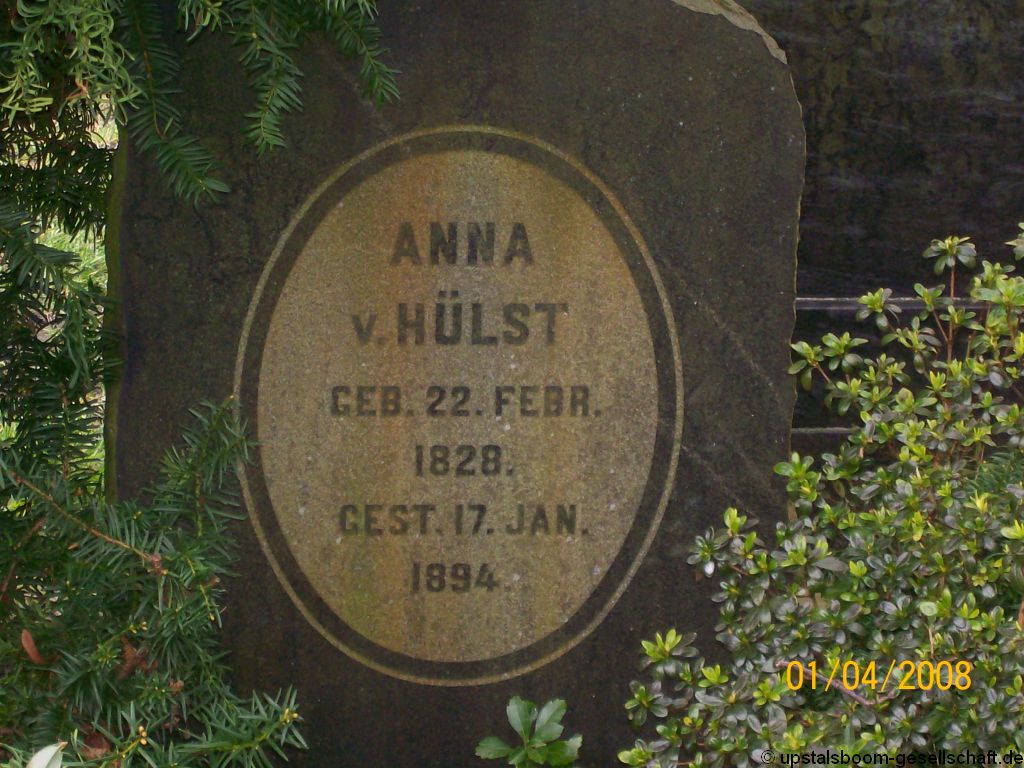 ANNA
v. HÜLST
GEB. 22. FEBR.
1828.
GEST. 17. JAN.
1894.
01/04/2008
© upstalsboom-gesellschaft.de